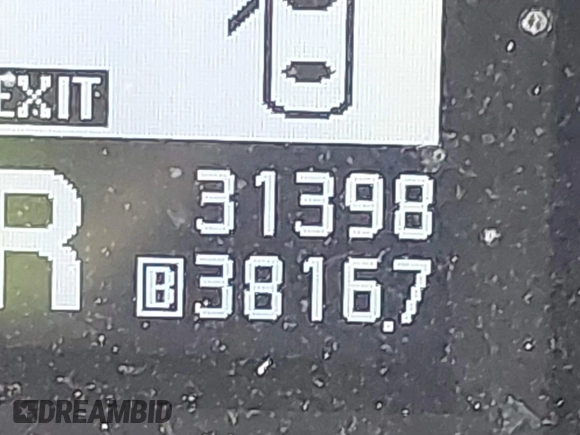 EXIT
R
31398
B 3816.7
DREAMBID